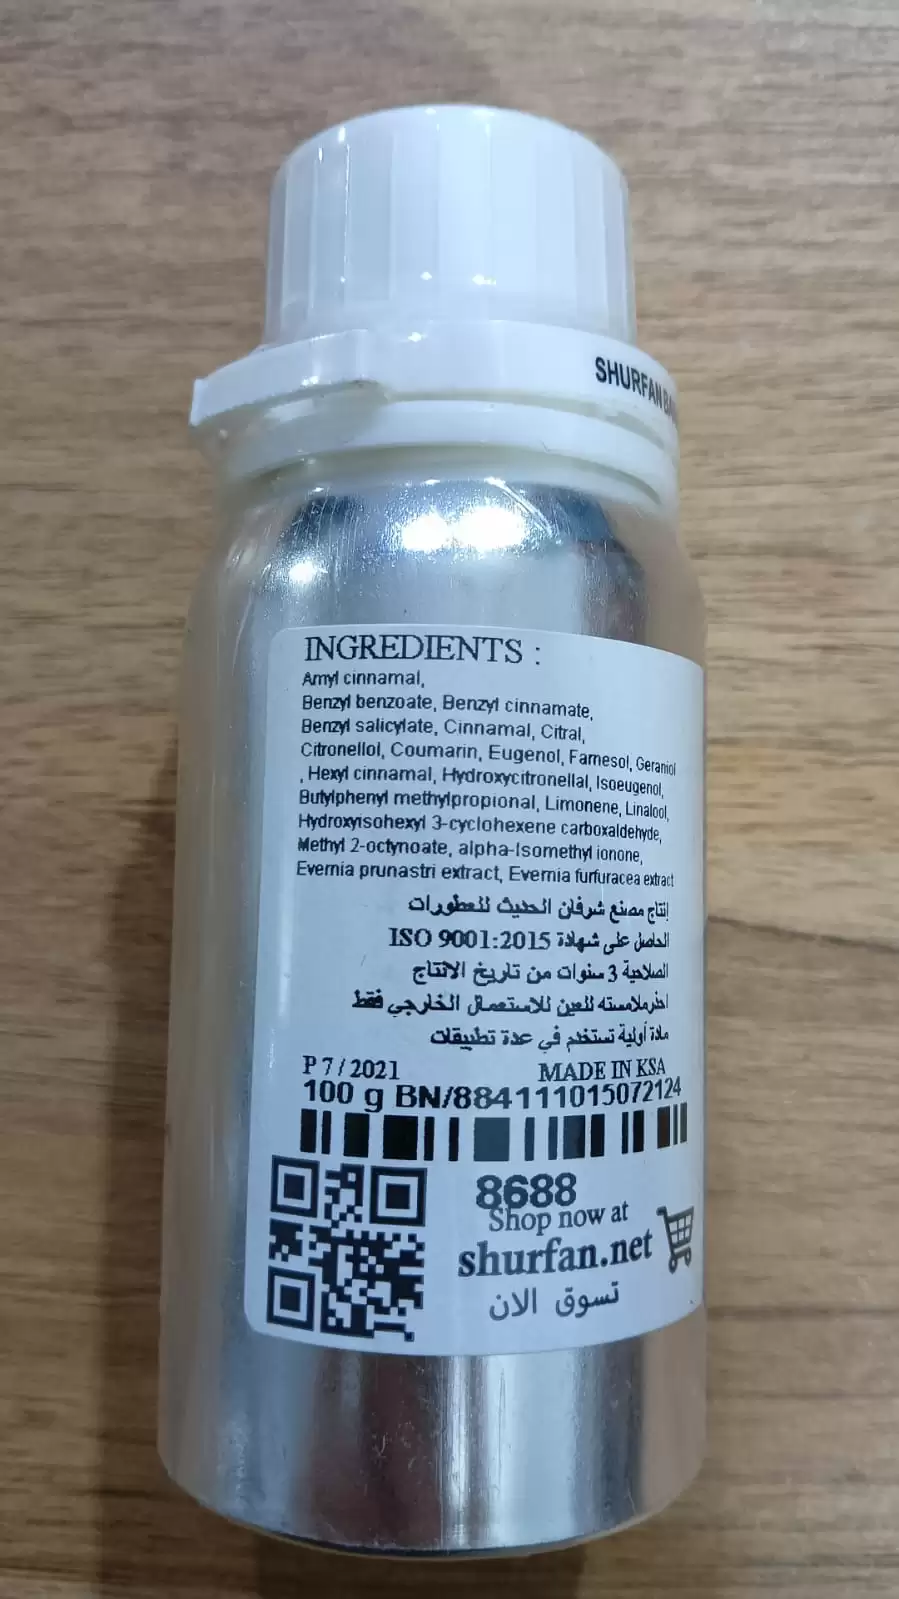 SHURFAN
INGREDIENTS :
Amyl cinnamal,
Benzyl benzoate, Benzyl cinnamate,
Benzyl salicylate, Cinnamal, Citral,
Citronellol, Coumarin, Eugenol, Farnesol, Geraniol
, Hexyl cinnamal, Hydroxycitronellal, Isoeugenol,
Butylphenyl methylpropional, Limonene, Linalool,
Hydroxyisohexyl 3-cyclohexene carboxaldehyde,
Methyl 2-octynoate, alpha-Isomethyl ionone,
Evernia prunastri extract, Evernia furfuracea extract
إنتاج مصنع شرفان الحديث للعطورات
الحاصل على شهادة ISO 9001:2015
الصلاحية 3 سنوات من تاريخ الانتاج
احذر ملامسته للعين للاستعمال الخارجي فقط
مادة أولية تستخدم في عدة تطبيقات
P 7 / 2021 MADE IN KSA
100 g BN/884111015072124
8688
Shop now at
shurfan.net
تسوق الان